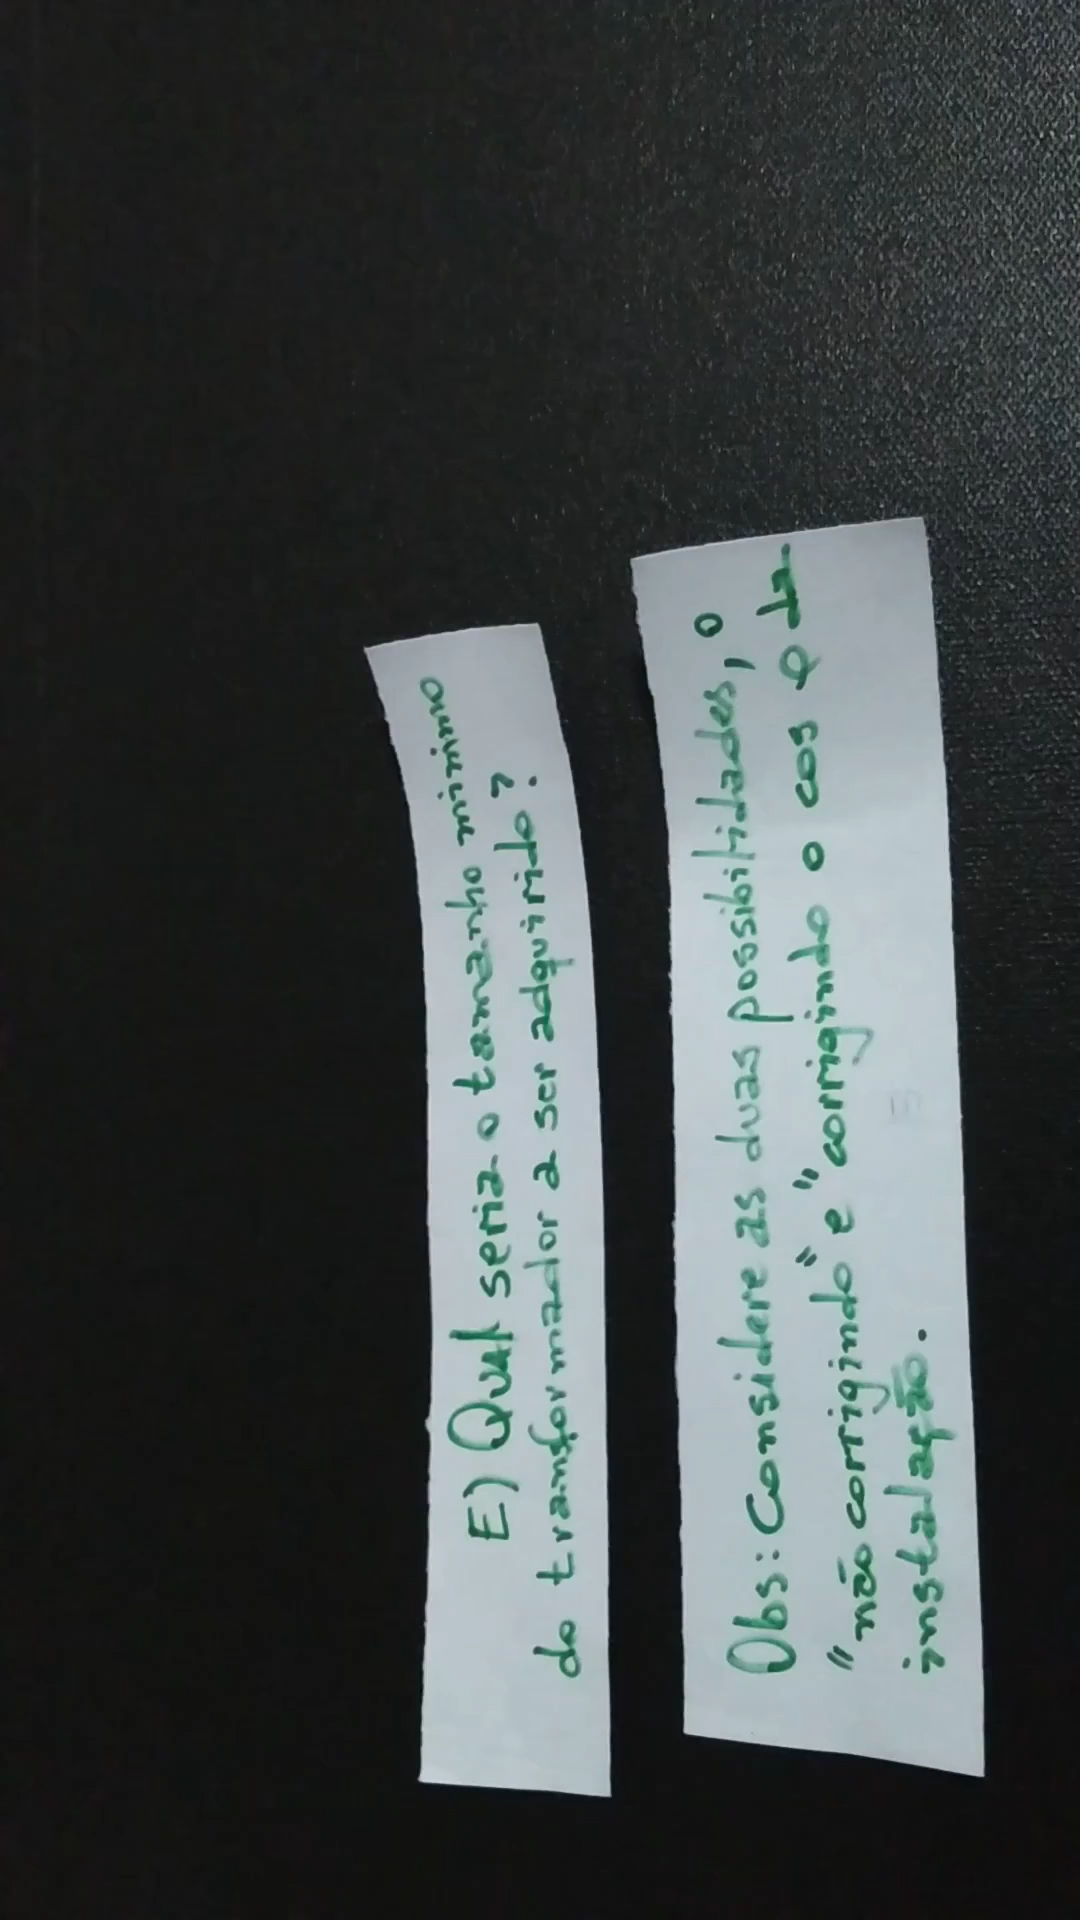 E) Qual seria o tamanho mínimo
do transformador a ser adquirido?
Obs: Considere as duas possibilidades, o
"não corrigindo" e "corrigindo o cos φ da
instalação.